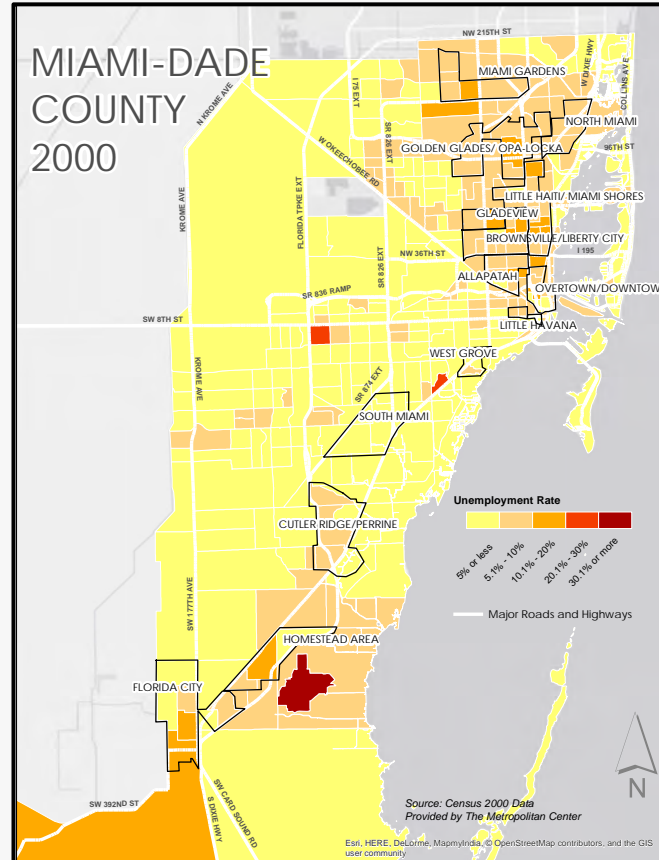 MIAMI-DADE
COUNTY
2000
NW 215TH ST
W DIXIE HWY
COLLINS AVE
MIAMI GARDENS
I 75 EXT
N KROME AVE
SR 826 EXT
NORTH MIAMI
W OKEECHOBEE RD
GOLDEN GLADES/ OPA-LOCKA
96TH ST
KROME AVE
FLORIDA TPKE EXT
LITTLE HAITI/ MIAMI SHORES
GLADEVIEW
SR 826 EXT
BROWNSVILLE/LIBERTY CITY
NW 36TH ST
I 195
ALLAPATAH
SR 836 RAMP
OVERTOWN/DOWNTOW
SW 8TH ST
LITTLE HAVANA
WEST GROVE
KROME AVE
SR 874 EXT
SOUTH MIAMI
Unemployment Rate
5% or less
5.1% - 10%
10.1% - 20%
20.1% - 30%
30.1% or more
CUTLER RIDGE/PERRINE
SW 177TH AVE
Major Roads and Highways
HOMESTEAD AREA
FLORIDA CITY
N
SW 392ND ST
S DIXIE HWY
SW CARD SOUND RD
Source: Census 2000 Data
Provided by The Metropolitan Center
Esri, HERE, DeLorme, MapmyIndia, © OpenStreetMap contributors, and the GIS
user community